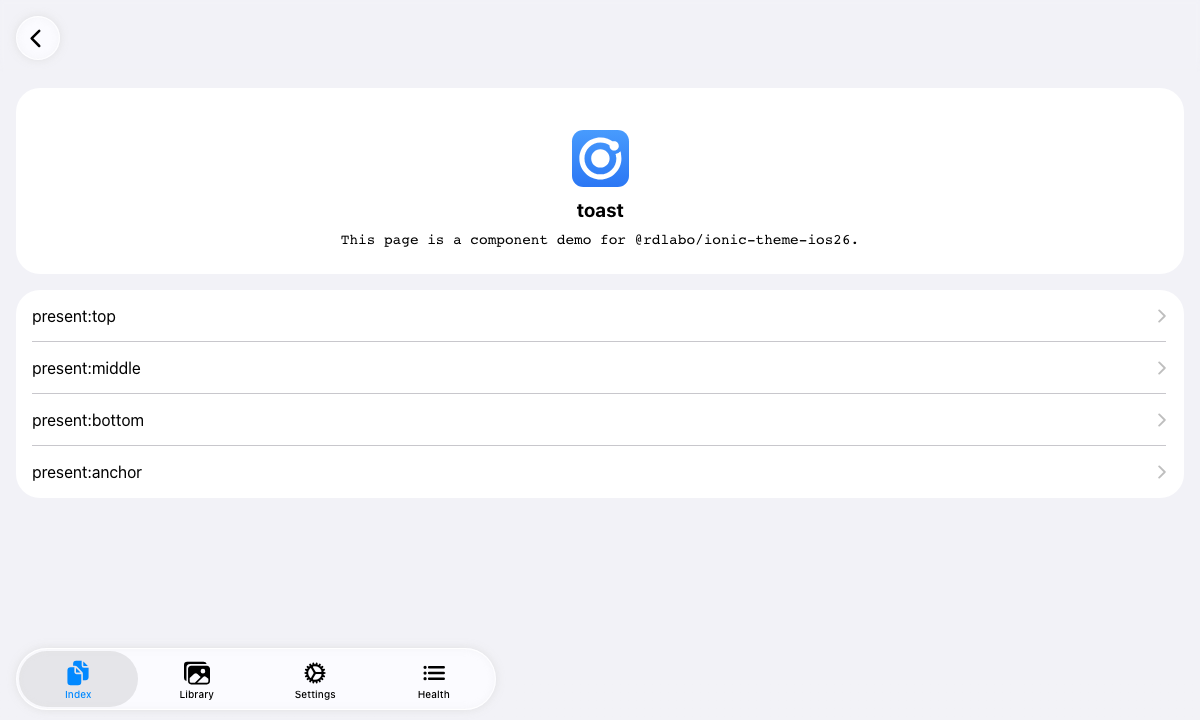 toast
This page is a component demo for @rdlabo/ionic-theme-ios26.
present:top
present:middle
present:bottom
present:anchor
Index
Library
Settings
Health